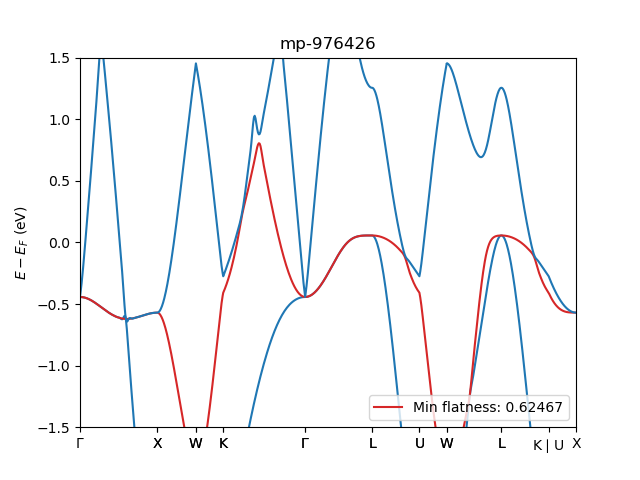 mp-976426
E − E_F (eV)
1.5
1.0
0.5
0.0
−0.5
−1.0
−1.5
Min flatness: 0.62467
Γ X W K Γ L U W L K | U X